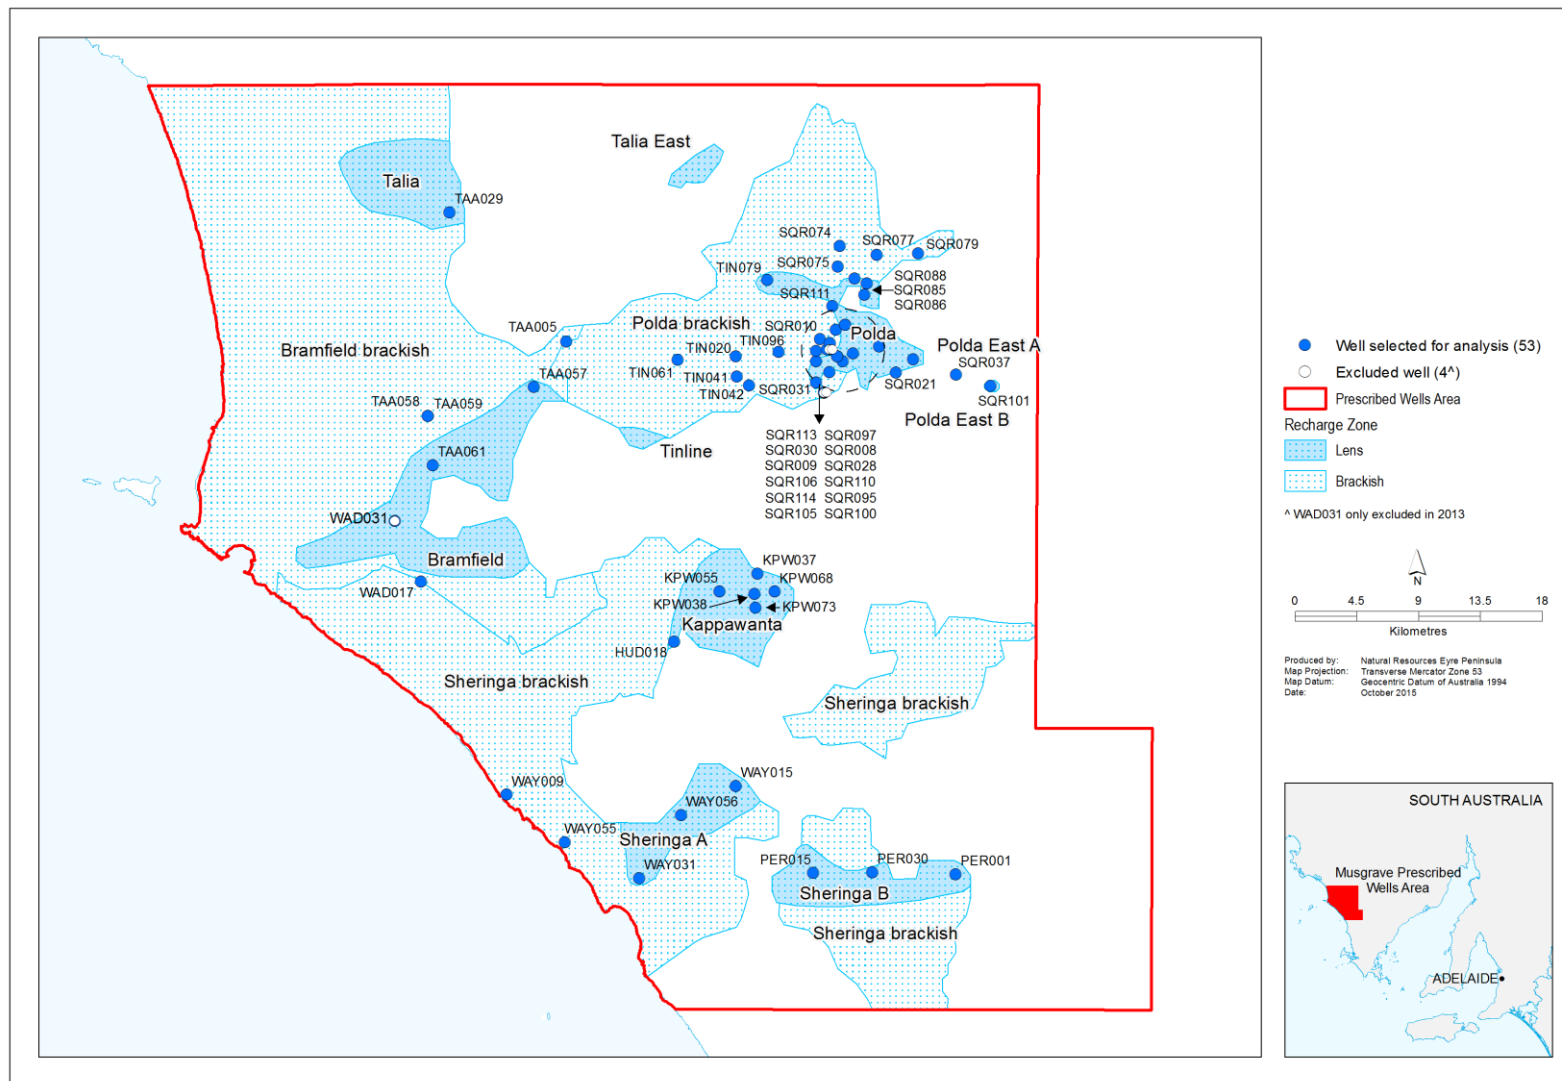 Talia East
Talia
TAA029
SQR074
SQR077
SQR079
SQR075
TIN079
SQR088
SQR085
SQR086
SQR111
Polda brackish
SQR010
Polda
TAA005
Bramfield brackish
TIN020
TIN096
Polda East A
TIN061
SQR037
TIN041
SQR031
SQR021
TIN042
SQR101
TAA057
Polda East B
TAA058
TAA059
Tinline
SQR113 SQR097
SQR030 SQR008
SQR009 SQR028
SQR106 SQR110
SQR114 SQR095
SQR105 SQR100
TAA061
WAD031
Bramfield
WAD017
KPW037
KPW055
KPW068
KPW038
KPW073
Kappawanta
HUD018
Sheringa brackish
Sheringa brackish
WAY015
WAY009
WAY056
WAY055
Sheringa A
WAY031
PER015
PER030
PER001
Sheringa B
Sheringa brackish
Well selected for analysis (53)
Excluded well (4^)
Prescribed Wells Area
Recharge Zone
Lens
Brackish
^ WAD031 only excluded in 2013
N
0 4.5 9 13.5 18
Kilometres
Produced by: Natural Resources Eyre Peninsula
Map Projection: Transverse Mercator Zone 53
Map Datum: Geocentric Datum of Australia 1994
Date: October 2015
SOUTH AUSTRALIA
Musgrave Prescribed
Wells Area
ADELAIDE